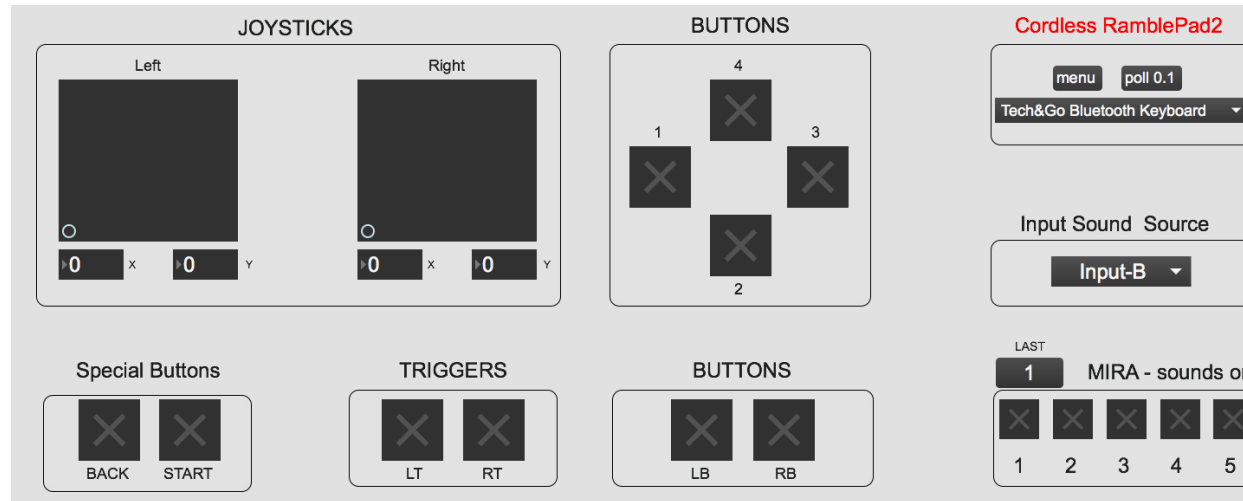 JOYSTICKS
Left
Right
0 X
0 Y
0 X
0 Y
BUTTONS
4
1
3
2
Cordless RamblePad2
menu
poll 0.1
Tech&Go Bluetooth Keyboard
Input Sound Source
Input-B
Special Buttons
BACK
START
TRIGGERS
LT
RT
BUTTONS
LB
RB
LAST
1
MIRA - sounds
1 2 3 4 5